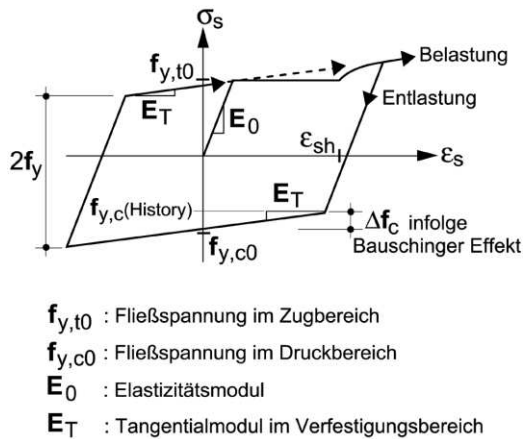 σs
fy,t0
Belastung
Entlastung
ET
E0
εsh
εs
2fy
ET
fy,c(History)
Δfc infolge
Bauschinger Effekt
fy,c0
fy,t0 : Fließspannung im Zugbereich
fy,c0 : Fließspannung im Druckbereich
E0 : Elastizitätsmodul
ET : Tangentialmodul im Verfestigungsbereich